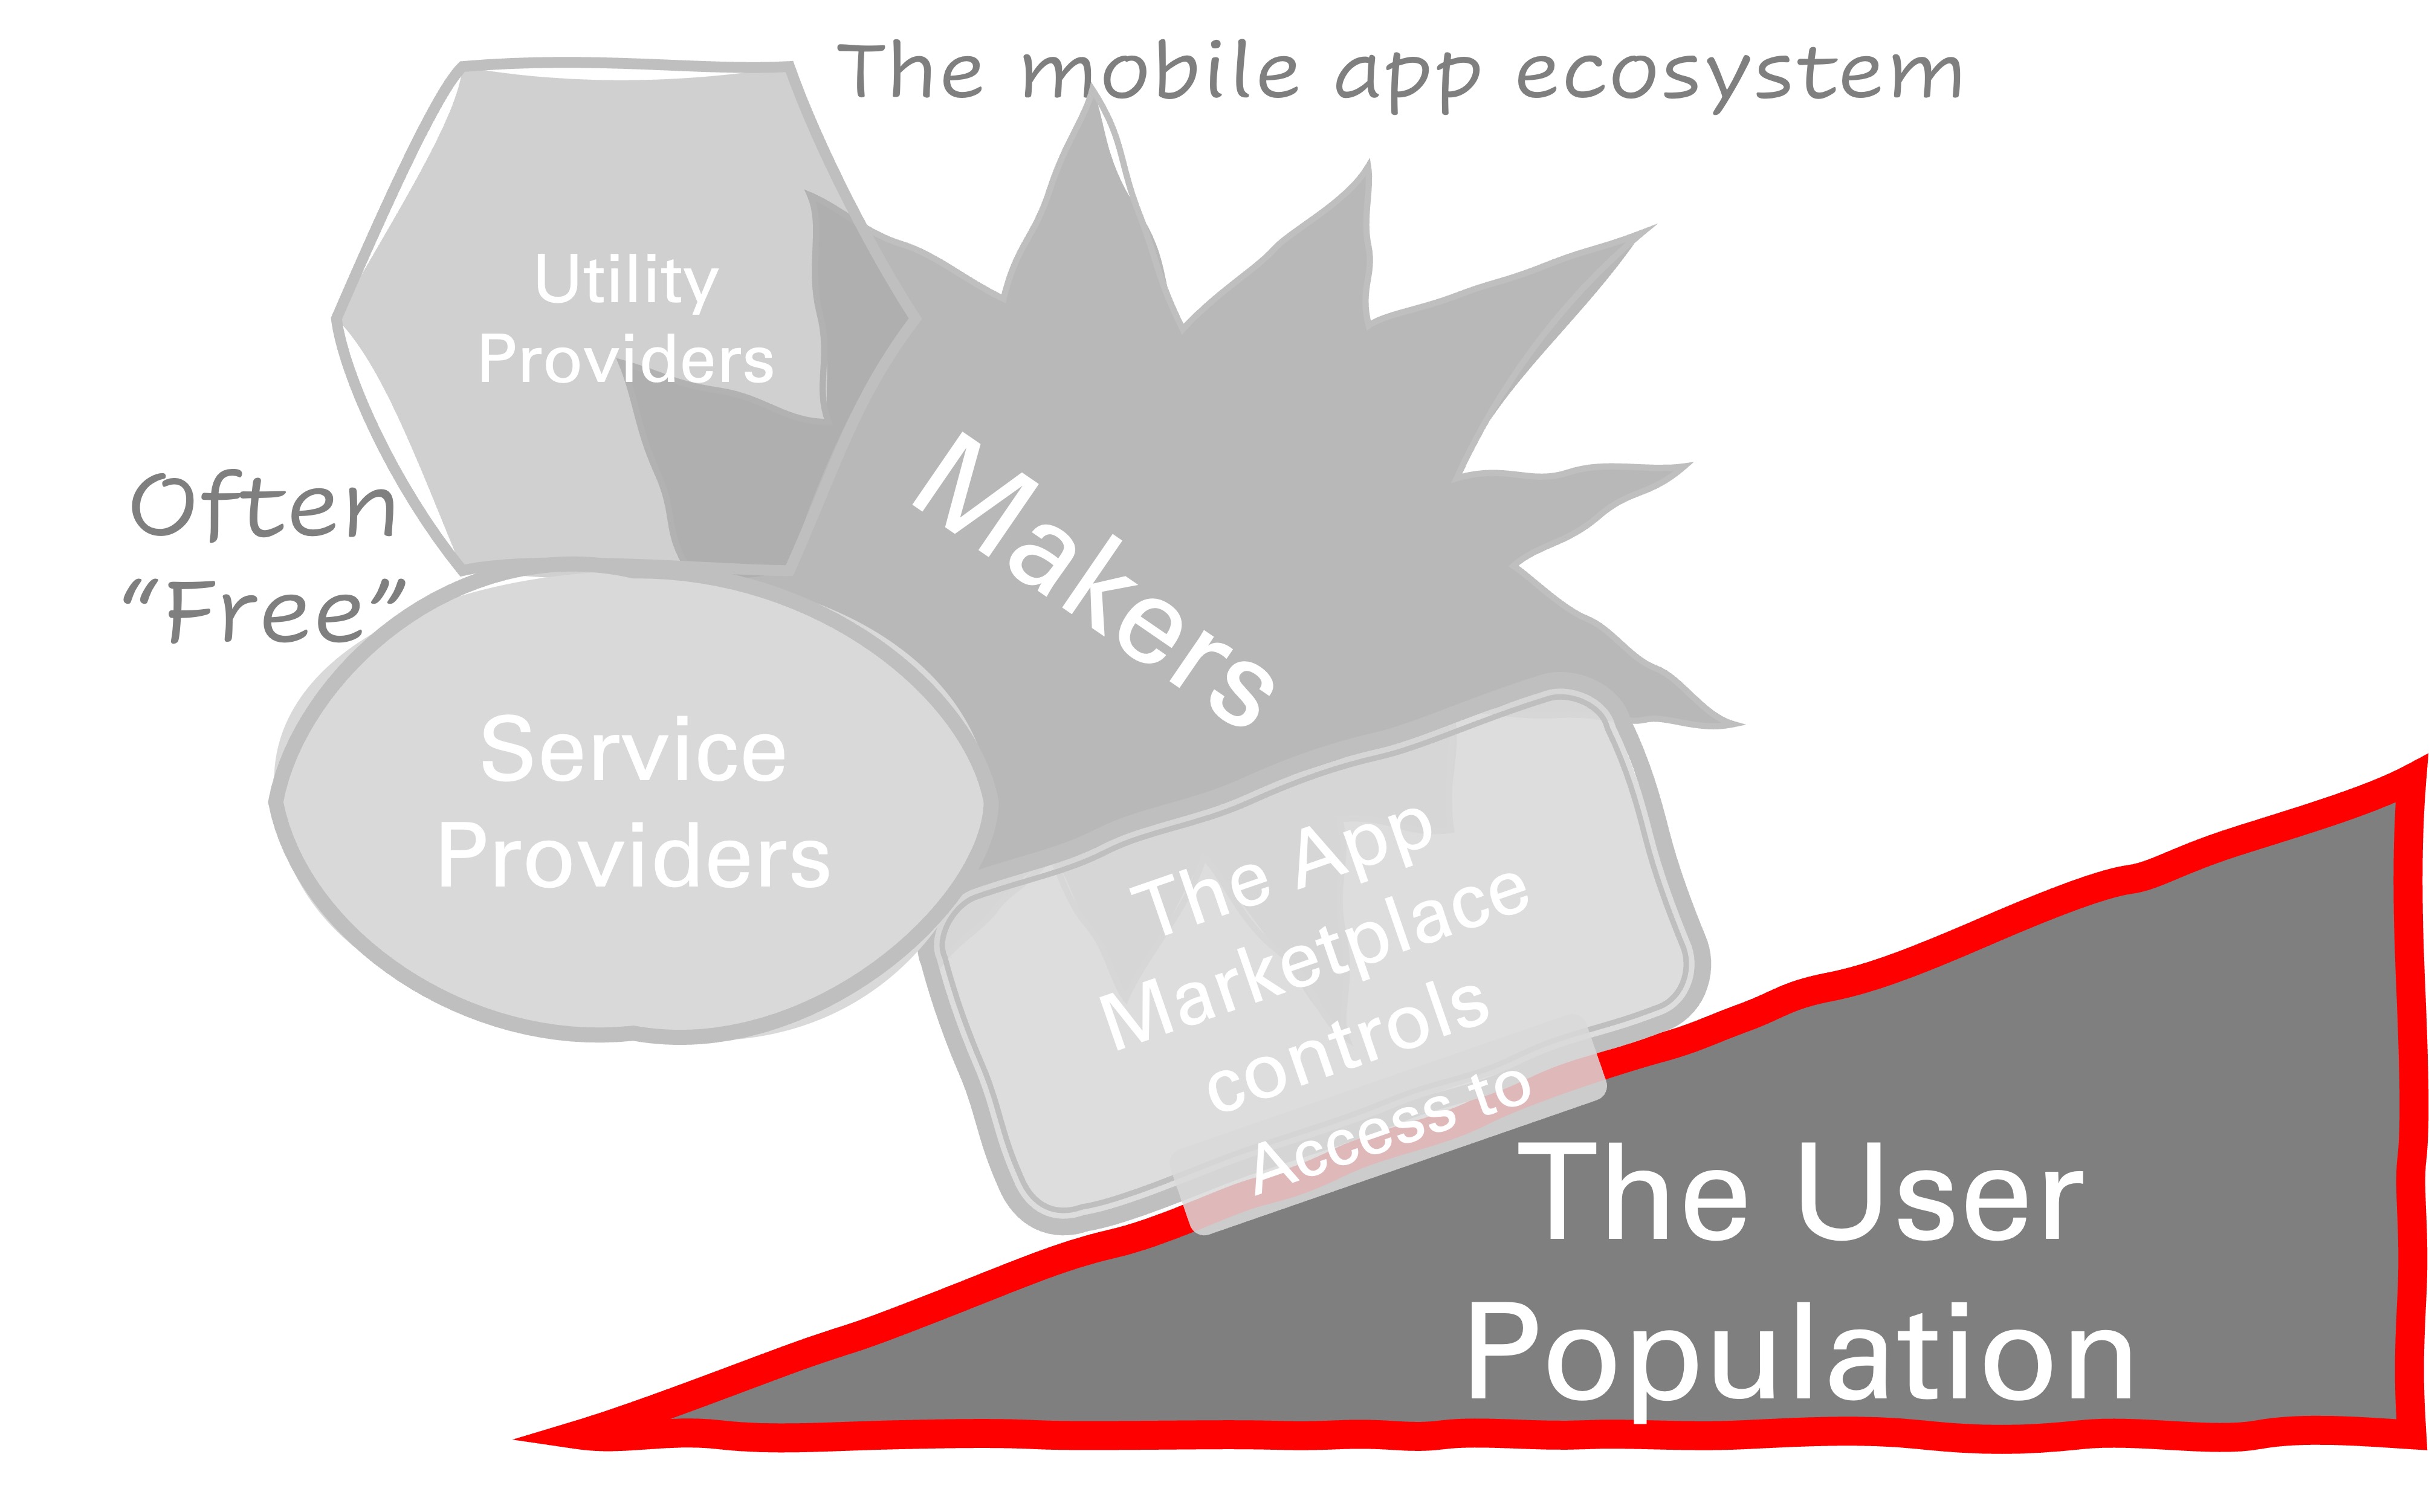 The mobile app ecosystem
Utility
Providers
Often
“Free”
Makers
Service
Providers
The App
Marketplace
controls
Access to
The User
Population